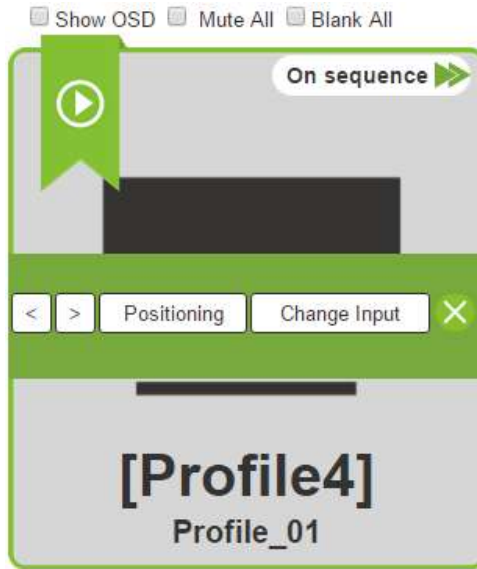 Show OSD Mute All Blank All
On sequence
< > Positioning Change Input
[Profile4]
Profile_01